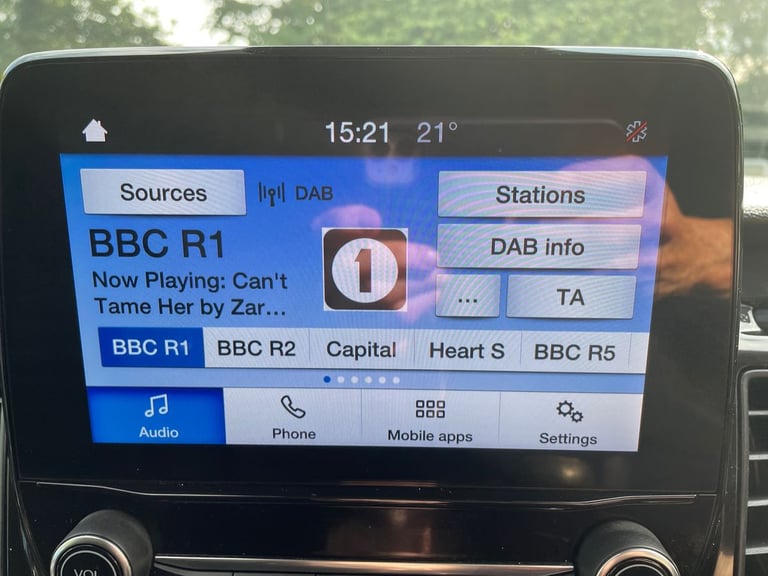 15:21 21°
Sources DAB Stations
BBC R1
1
DAB info
Now Playing: Can't
Tame Her by Zar...
... TA
BBC R1 BBC R2 Capital Heart S BBC R5
Audio Phone Mobile apps Settings
VOL